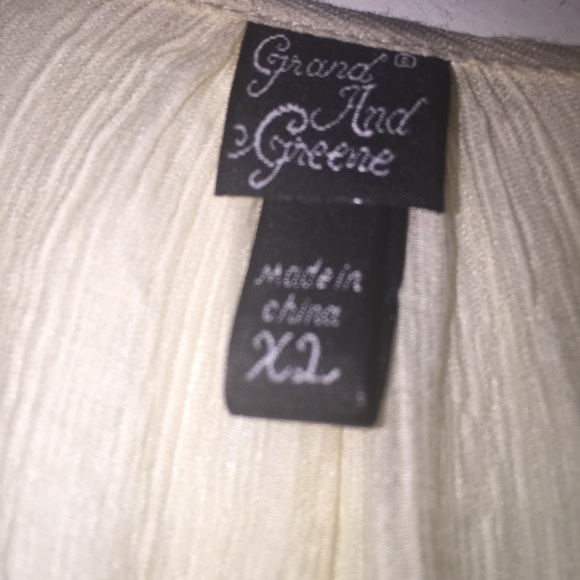 Grand®
And
Greene
made in
china
XL